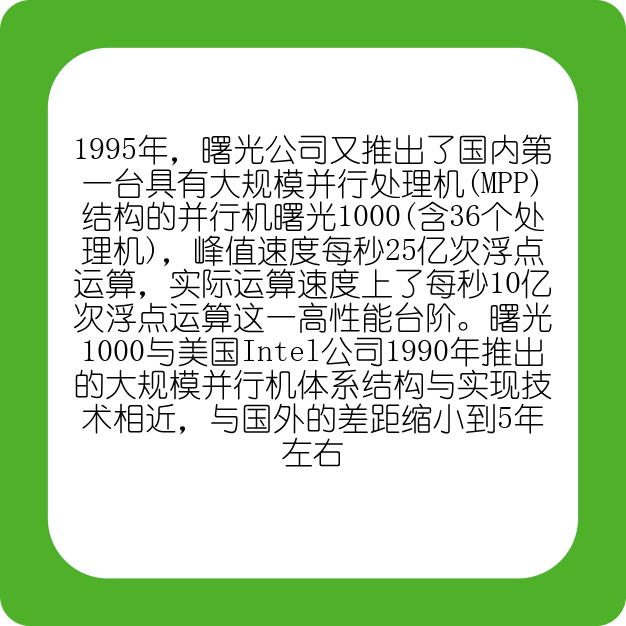 1995年，曙光公司又推出了国内第
一台具有大规模并行处理机(MPP)
结构的并行机曙光1000(含36个处
理机)，峰值速度每秒25亿次浮点
运算，实际运算速度上了每秒10亿
次浮点运算这一高性能台阶。曙光
1000与美国Intel公司1990年推出
的大规模并行机体系结构与实现技
术相近，与国外的差距缩小到5年
左右